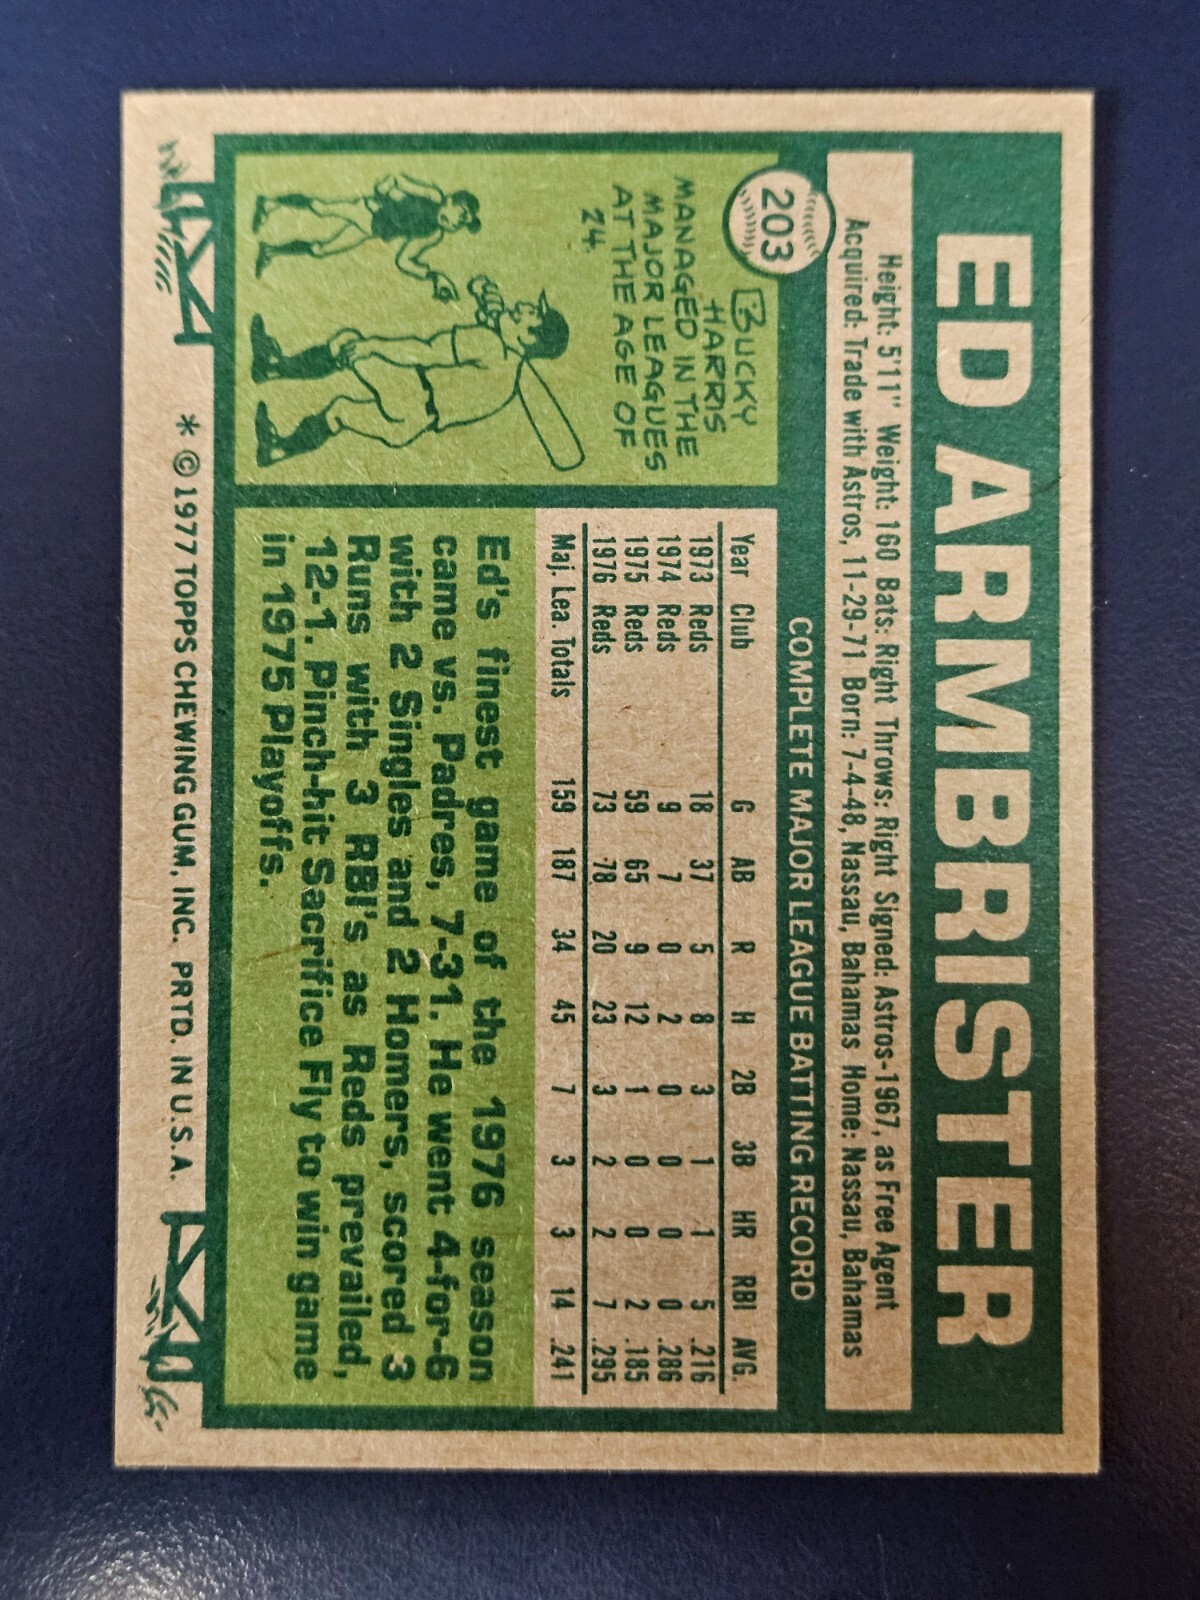 ED ARMBRISTER
Height: 5'11" Weight: 160 Bats: Right Throws: Right Signed: Astros-1967, as Free Agent
Acquired: Trade with Astros, 11-29-71 Born: 7-4-48, Nassau, Bahamas Home: Nassau, Bahamas
203
BUCKY
HARRIS
MANAGED IN THE
MAJOR LEAGUES
AT THE AGE OF
24.
COMPLETE MAJOR LEAGUE BATTING RECORD
Year Club G AB R H 2B 3B HR RBI AVG.
1973 Reds 18 37 5 8 3 1 1 5 .216
1974 Reds 9 7 0 2 0 0 0 0 .286
1975 Reds 59 65 9 12 1 0 0 2 .185
1976 Reds 73 78 20 23 3 2 2 7 .295
Maj. Lea. Totals 159 187 34 45 7 3 3 14 .241
Ed's finest game of the 1976 season
came vs. Padres, 7-31. He went 4-for-6
with 2 Singles and 2 Homers, scored 3
Runs with 3 RBI's as Reds prevailed,
12-1. Pinch-hit Sacrifice Fly to win game
in 1975 Playoffs.
* © 1977 TOPPS CHEWING GUM, INC. PRTD. IN U.S.A.